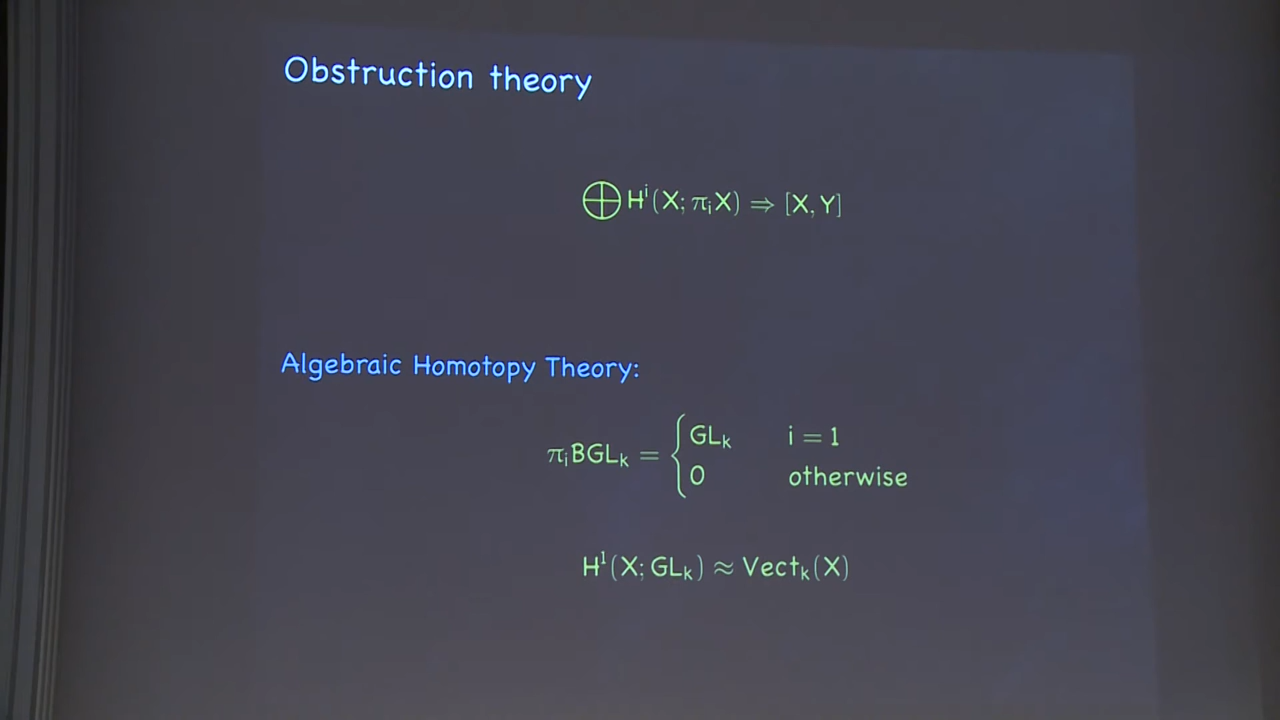 Obstruction theory
⨁ Hⁱ(X; πᵢX) ⇒ [X, Y]
Algebraic Homotopy Theory:
πᵢBGLₖ = { GLₖ i = 1
0 otherwise
H¹(X; GLₖ) ≈ Vectₖ(X)